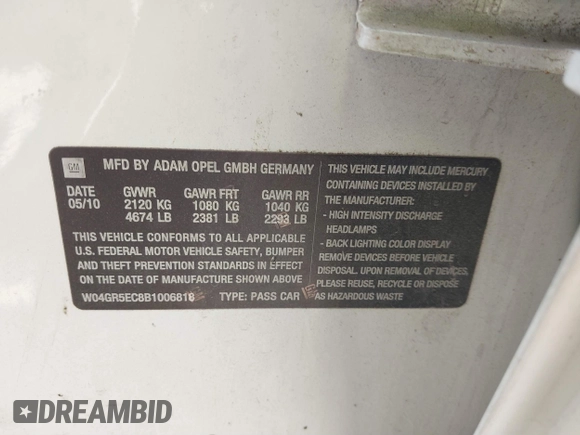 GM
MFD BY ADAM OPEL GMBH GERMANY
DATE GVWR GAWR FRT GAWR RR
05/10 2120 KG 1080 KG 1040 KG
4674 LB 2381 LB 2293 LB
THIS VEHICLE CONFORMS TO ALL APPLICABLE
U.S. FEDERAL MOTOR VEHICLE SAFETY, BUMPER
AND THEFT PREVENTION STANDARDS IN EFFECT
ON THE DATE OF MANUFACTURE SHOWN ABOVE
W04GR5EC8B1006818 TYPE: PASS CAR
THIS VEHICLE MAY INCLUDE MERCURY
CONTAINING DEVICES INSTALLED BY
THE MANUFACTURER:
- HIGH INTENSITY DISCHARGE
HEADLAMPS
- BACK LIGHTING COLOR DISPLAY
REMOVE DEVICES BEFORE VEHICLE
DISPOSAL. UPON REMOVAL OF DEVICES,
PLEASE REUSE, RECYCLE OR DISPOSE
AS HAZARDOUS WASTE
DREAMBID